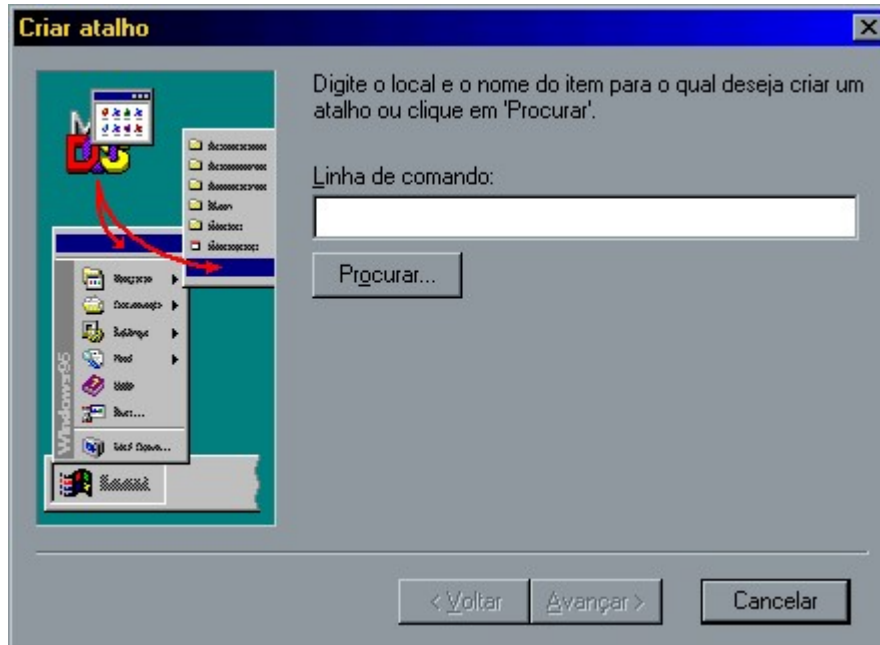 Criar atalho
Digite o local e o nome do item para o qual deseja criar um
atalho ou clique em 'Procurar'.
Linha de comando:
Procurar...
Windows95
< Voltar
Avançar >
Cancelar